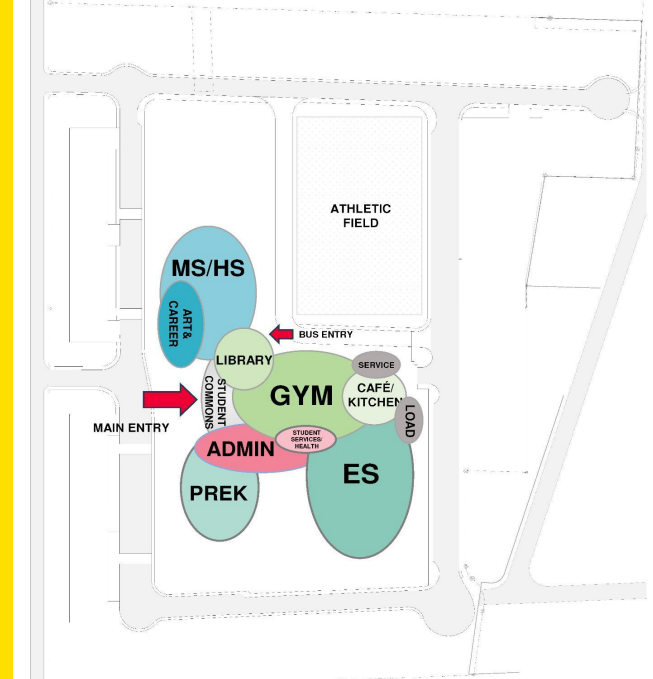 ATHLETIC
FIELD
MS/HS
ART &
CAREER
BUS ENTRY
LIBRARY
SERVICE
STUDENT
COMMONS
GYM
CAFÉ/
KITCHEN
LOAD
MAIN ENTRY
STUDENT
SERVICES/
HEALTH
ADMIN
ES
PREK